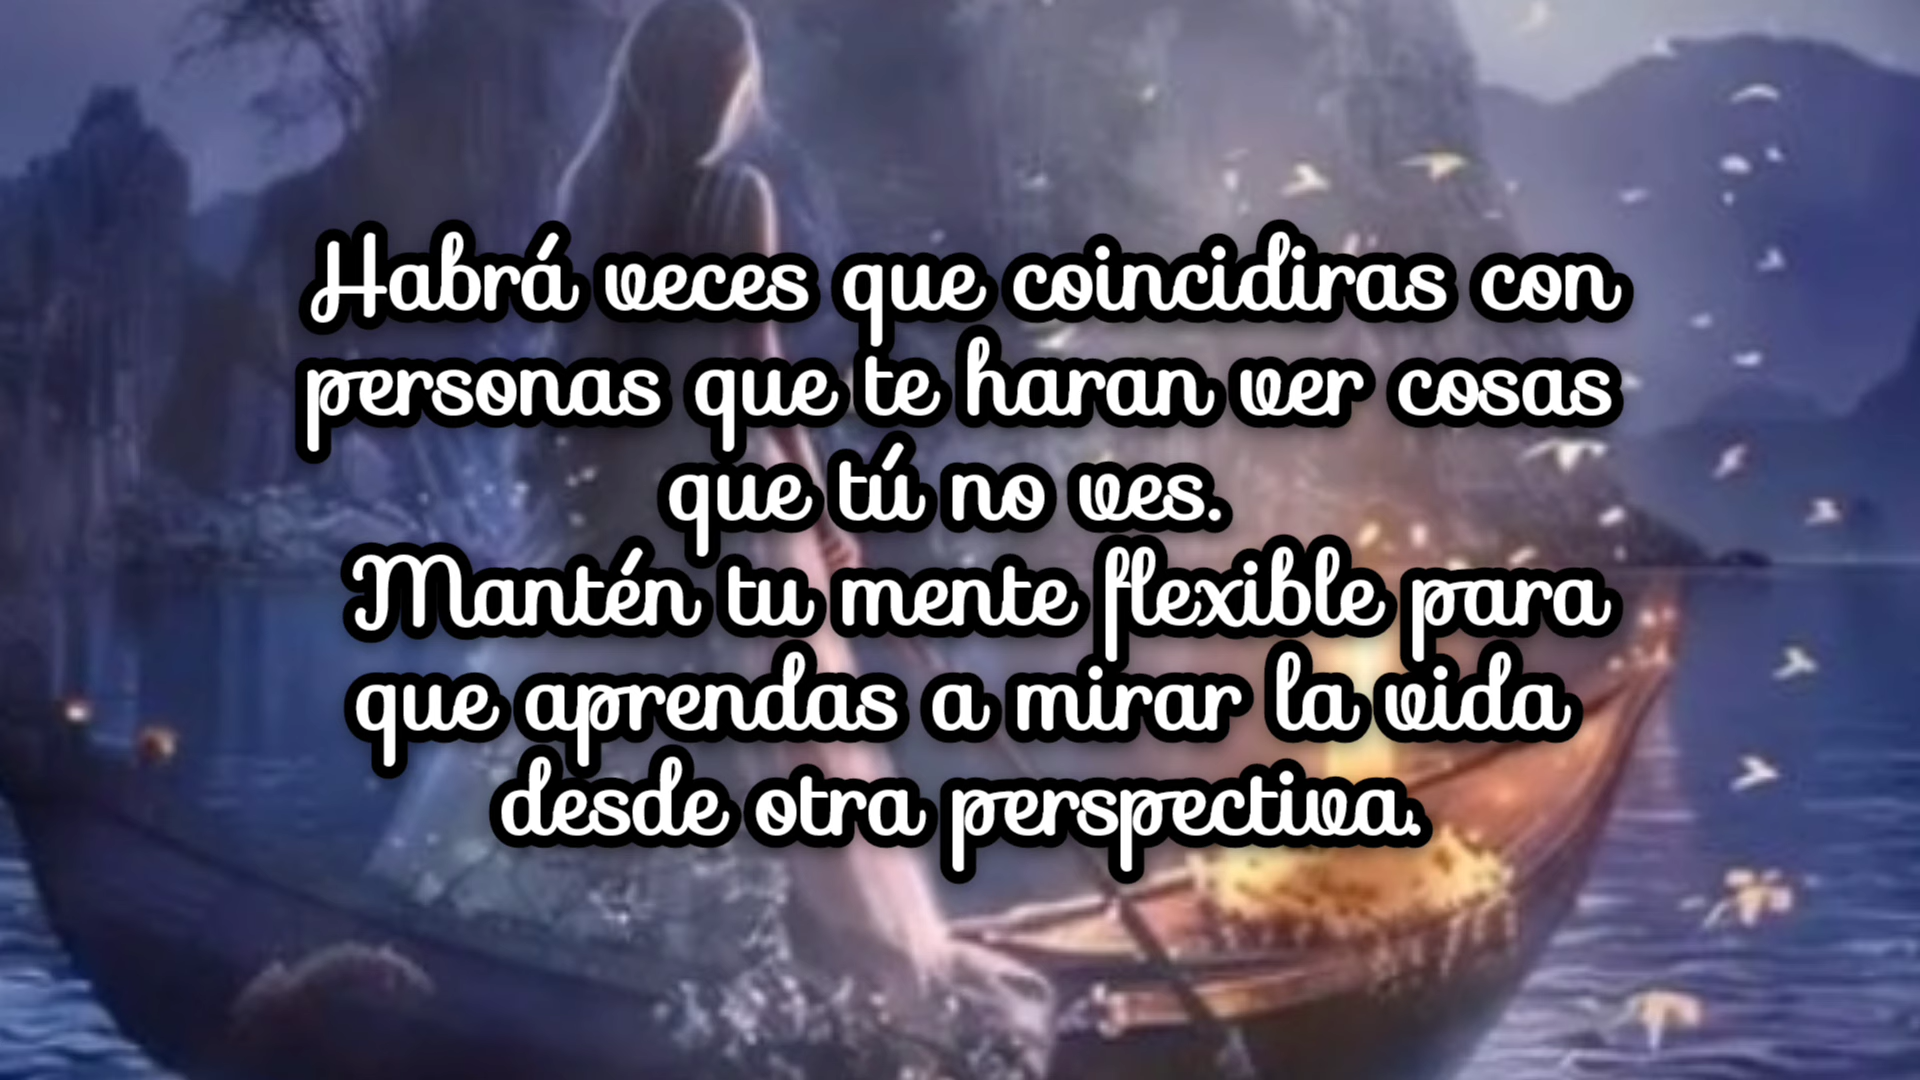 Habrá veces que coincidiras con
personas que te haran ver cosas
que tú no ves.
Mantén tu mente flexible para
que aprendas a mirar la vida
desde otra perspectiva.